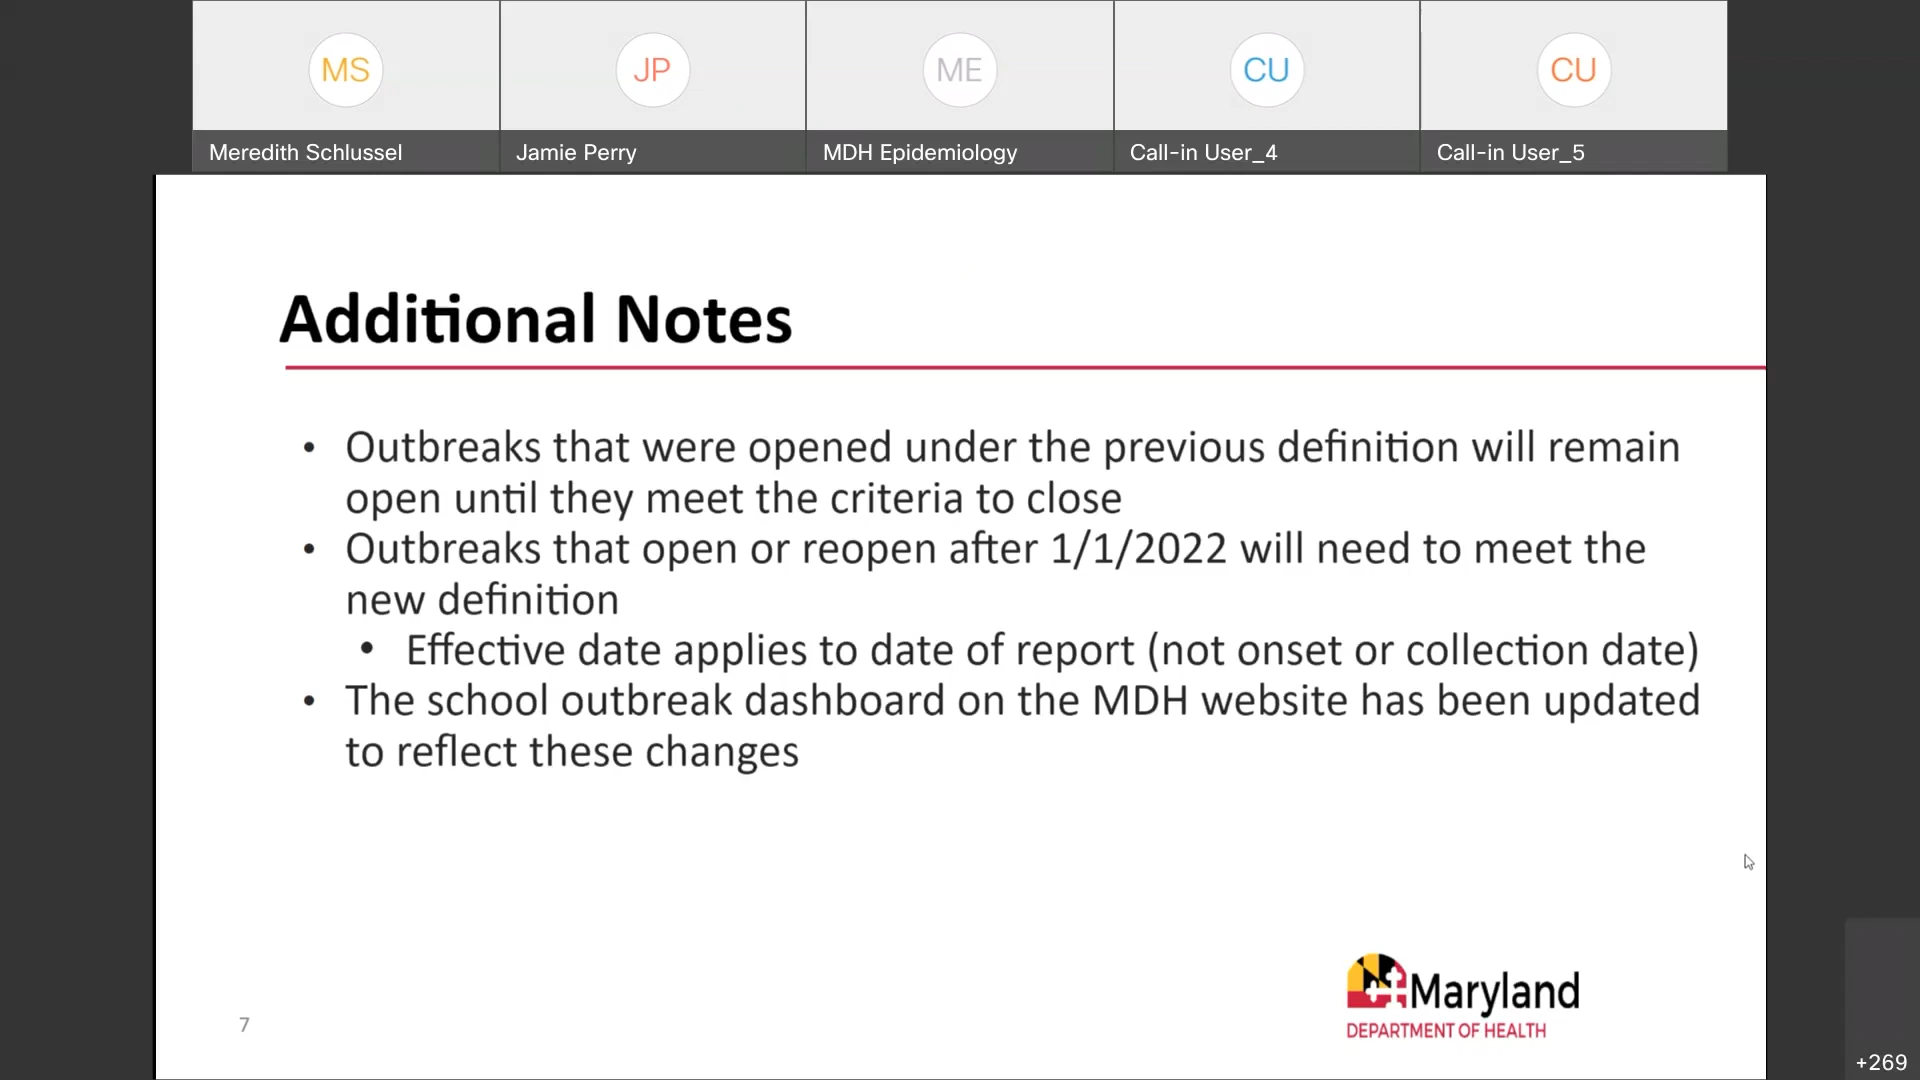 MS
JP
ME
CU
CU
Meredith Schlussel
Jamie Perry
MDH Epidemiology
Call-in User_4
Call-in User_5
Additional Notes
• Outbreaks that were opened under the previous definition will remain
open until they meet the criteria to close
• Outbreaks that open or reopen after 1/1/2022 will need to meet the
new definition
• Effective date applies to date of report (not onset or collection date)
• The school outbreak dashboard on the MDH website has been updated
to reflect these changes
Maryland
DEPARTMENT OF HEALTH
7
+269